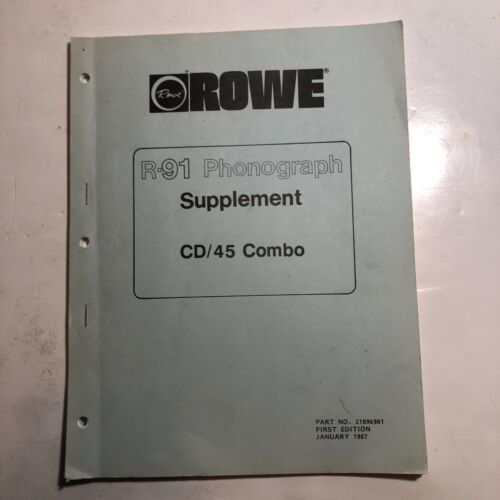 Rowe ROWE®
R-91 Phonograph
Supplement
CD/45 Combo
PART NO. 21896901
FIRST EDITION
JANUARY 1987